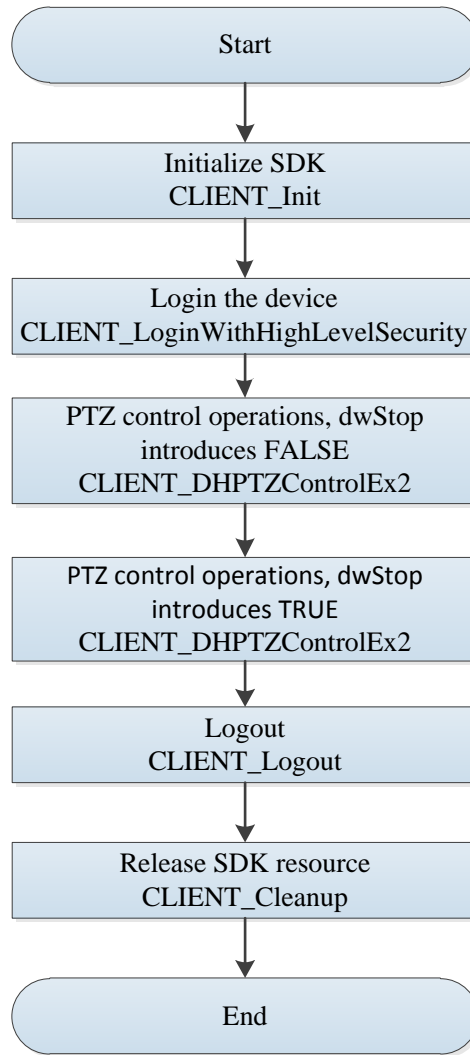 Start
Initialize SDK
CLIENT_Init
Login the device
CLIENT_LoginWithHighLevelSecurity
PTZ control operations, dwStop
introduces FALSE
CLIENT_DHPTZControlEx2
PTZ control operations, dwStop
introduces TRUE
CLIENT_DHPTZControlEx2
Logout
CLIENT_Logout
Release SDK resource
CLIENT_Cleanup
End